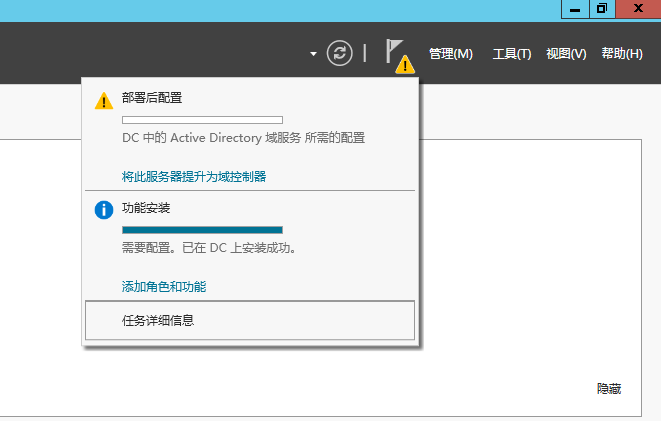 管理(M) 工具(T) 视图(V) 帮助(H)
部署后配置
DC 中的 Active Directory 域服务 所需的配置
将此服务器提升为域控制器
功能安装
需要配置。已在 DC 上安装成功。
添加角色和功能
任务详细信息
隐藏